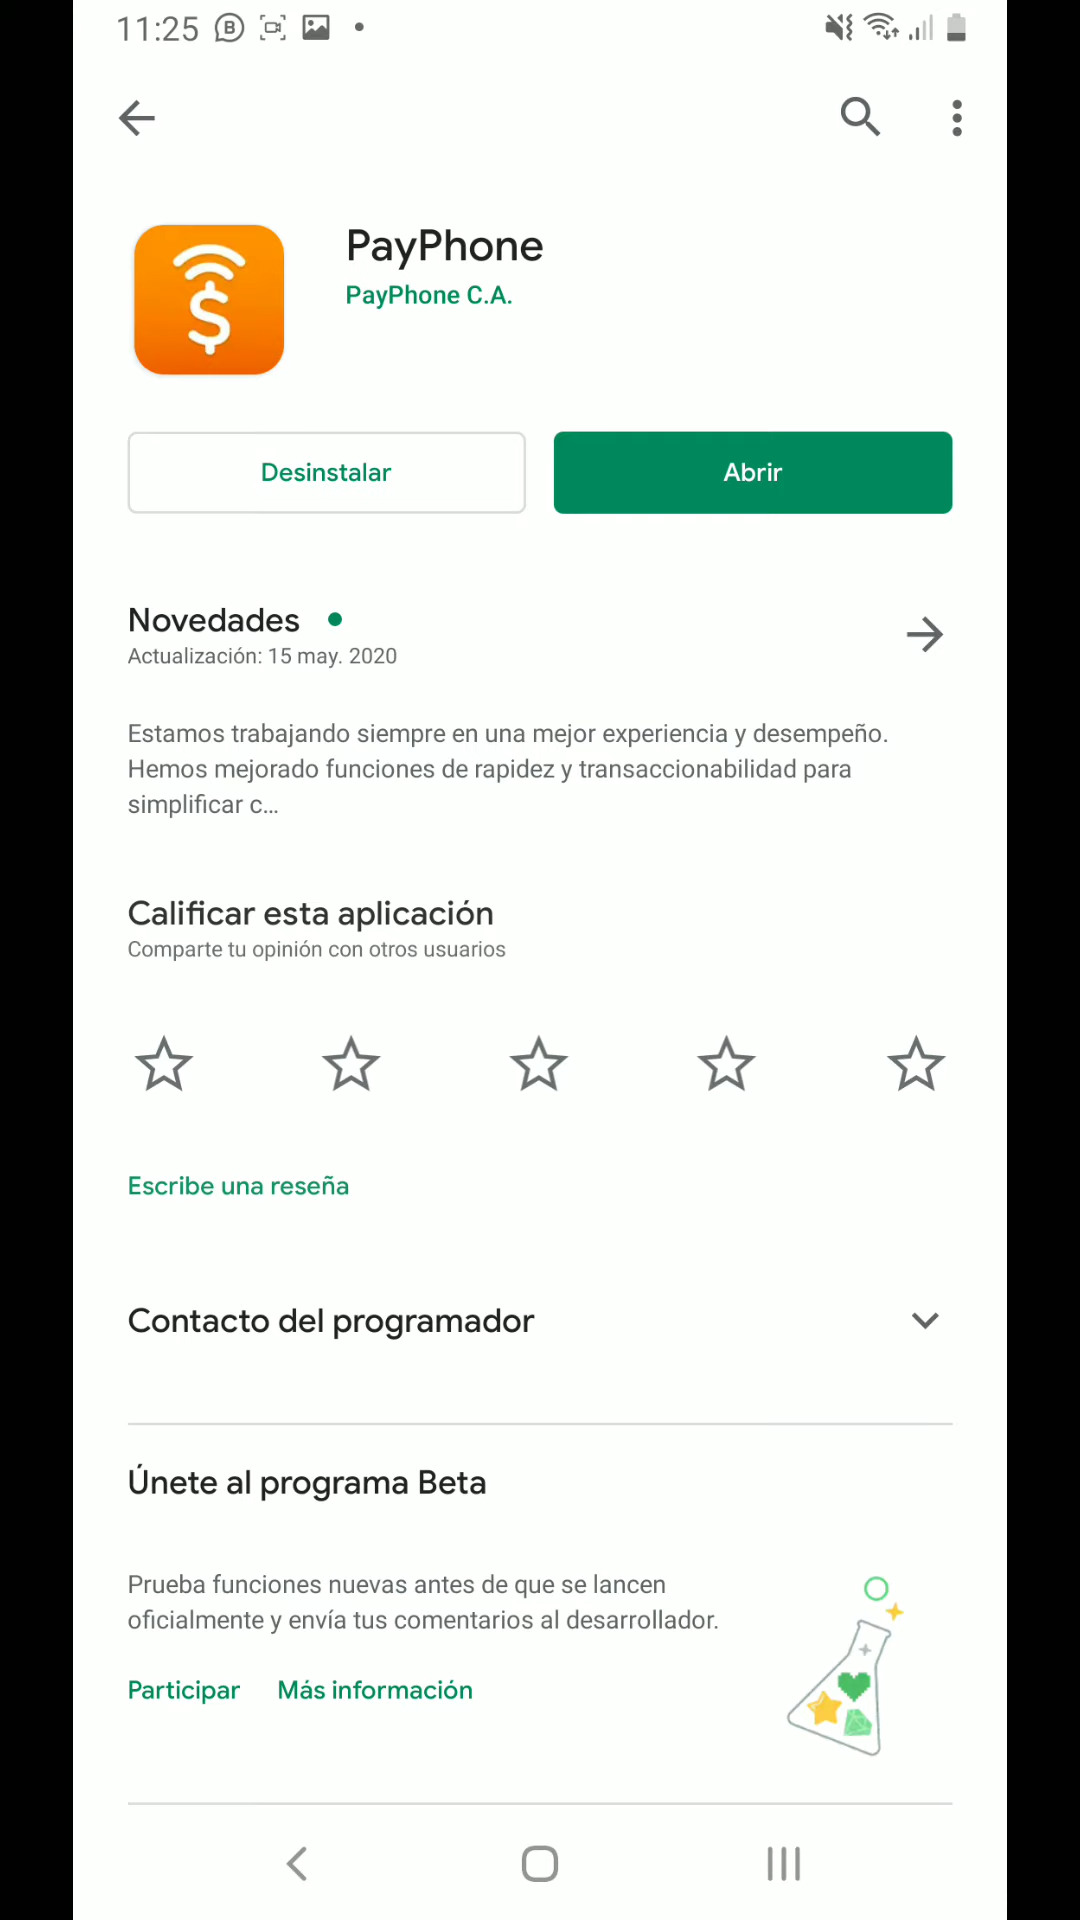 11:25
PayPhone
PayPhone C.A.
Desinstalar
Abrir
Novedades
Actualización: 15 may. 2020
Estamos trabajando siempre en una mejor experiencia y desempeño.
Hemos mejorado funciones de rapidez y transaccionabilidad para
simplificar c...
Calificar esta aplicación
Comparte tu opinión con otros usuarios
Escribe una reseña
Contacto del programador
Únete al programa Beta
Prueba funciones nuevas antes de que se lancen
oficialmente y envía tus comentarios al desarrollador.
Participar
Más información